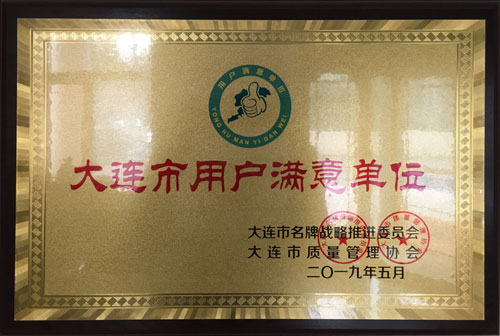 用户满意单位
YONG HU MAN YI DAN WEI
大连市用户满意单位
大连市名牌战略推进委员会
大连市质量管理协会
二〇一九年五月